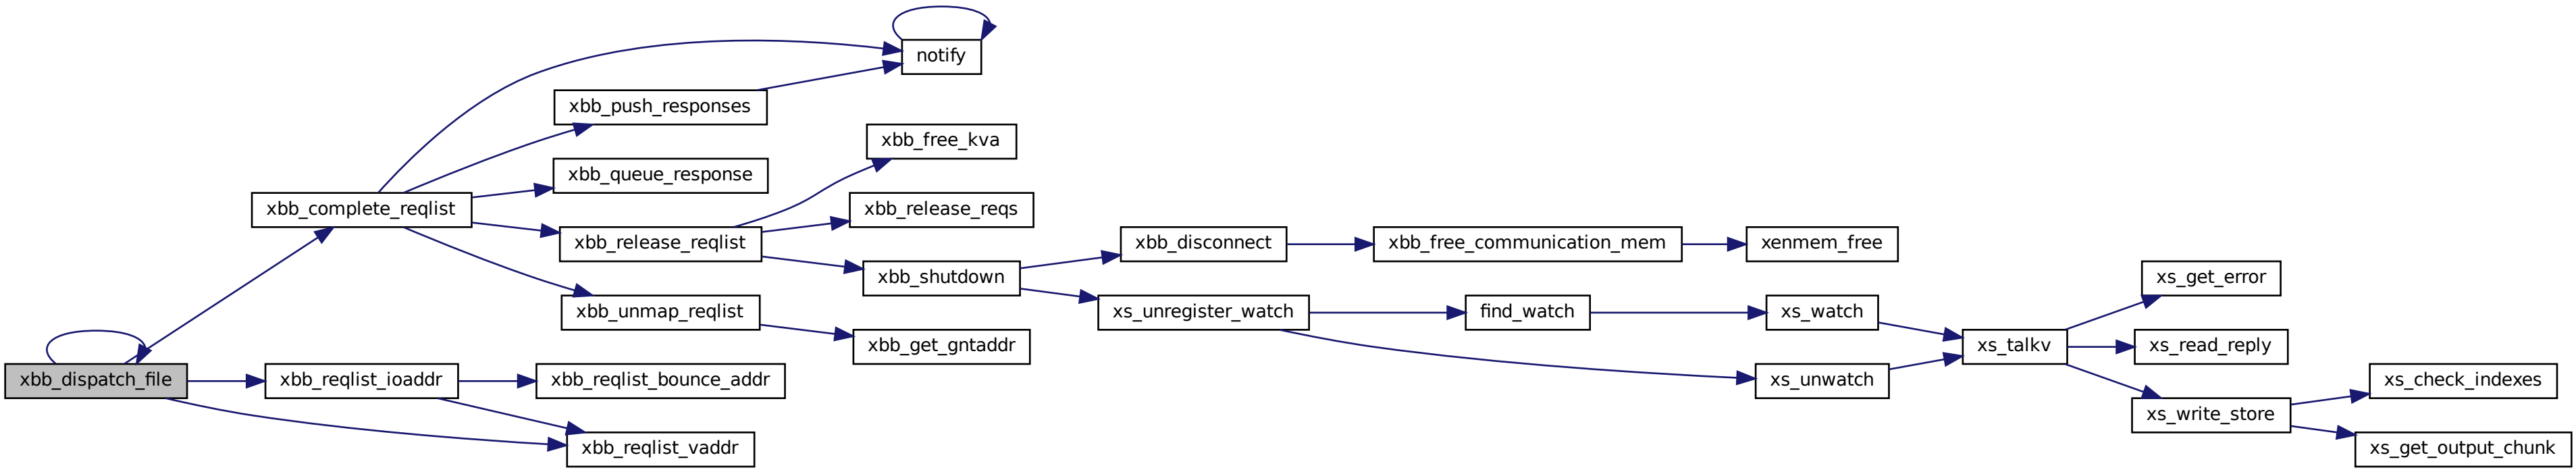 notify
xbb_push_responses
xbb_free_kva
xbb_queue_response
xbb_complete_reqlist
xbb_release_reqs
xbb_release_reqlist
xbb_disconnect
xbb_free_communication_mem
xenmem_free
xbb_shutdown
xs_get_error
xbb_unmap_reqlist
xs_unregister_watch
find_watch
xs_watch
xbb_get_gntaddr
xs_talkv
xs_read_reply
xbb_dispatch_file
xbb_reqlist_ioaddr
xbb_reqlist_bounce_addr
xs_unwatch
xs_check_indexes
xs_write_store
xbb_reqlist_vaddr
xs_get_output_chunk